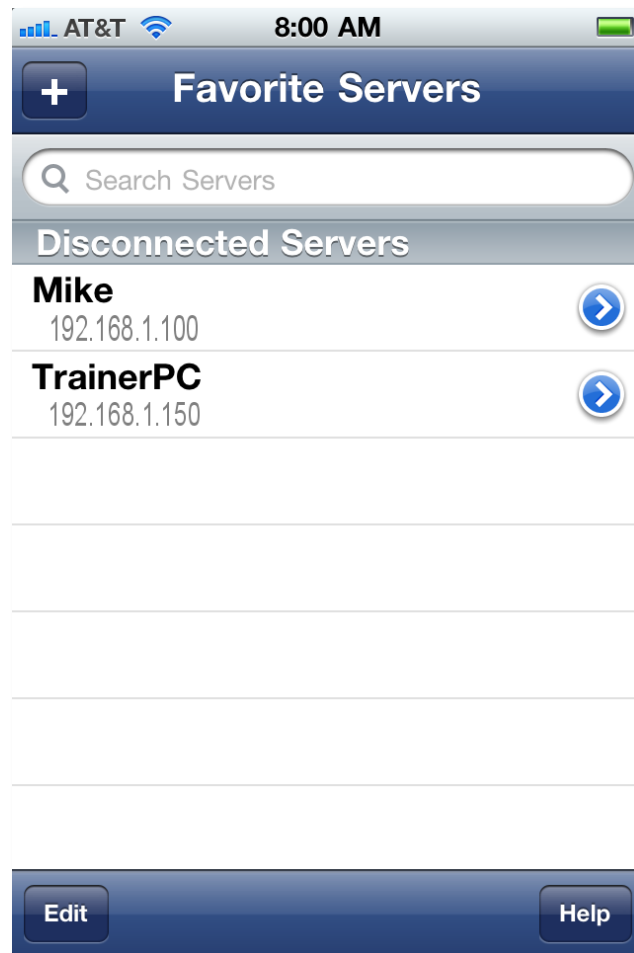 AT&T 8:00 AM
+ Favorite Servers
Search Servers
Disconnected Servers
Mike
192.168.1.100
TrainerPC
192.168.1.150
Edit Help